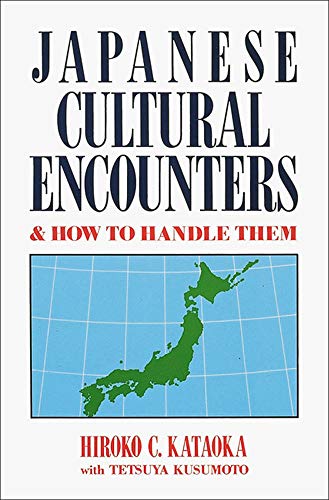 JAPANESE
CULTURAL
ENCOUNTERS
& HOW TO HANDLE THEM
HIROKO C. KATAOKA
with TETSUYA KUSUMOTO